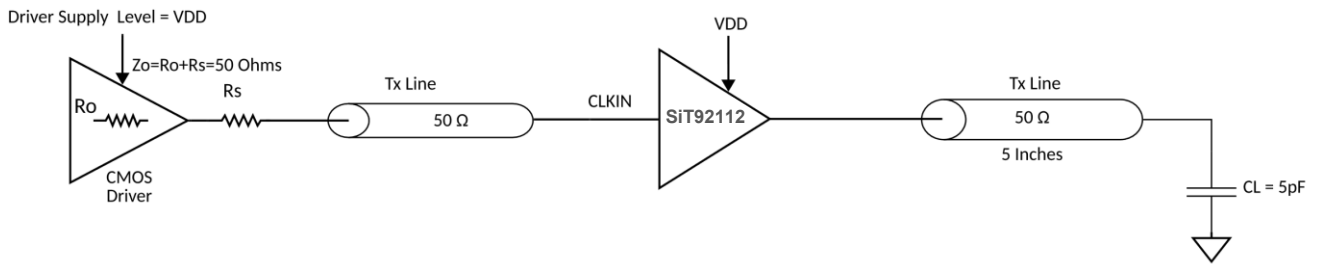 Driver Supply Level = VDD
Zo=Ro+Rs=50 Ohms
Ro
Rs
CMOS
Driver
Tx Line
50 Ω
CLKIN
VDD
SiT92112
Tx Line
50 Ω
5 Inches
CL = 5pF